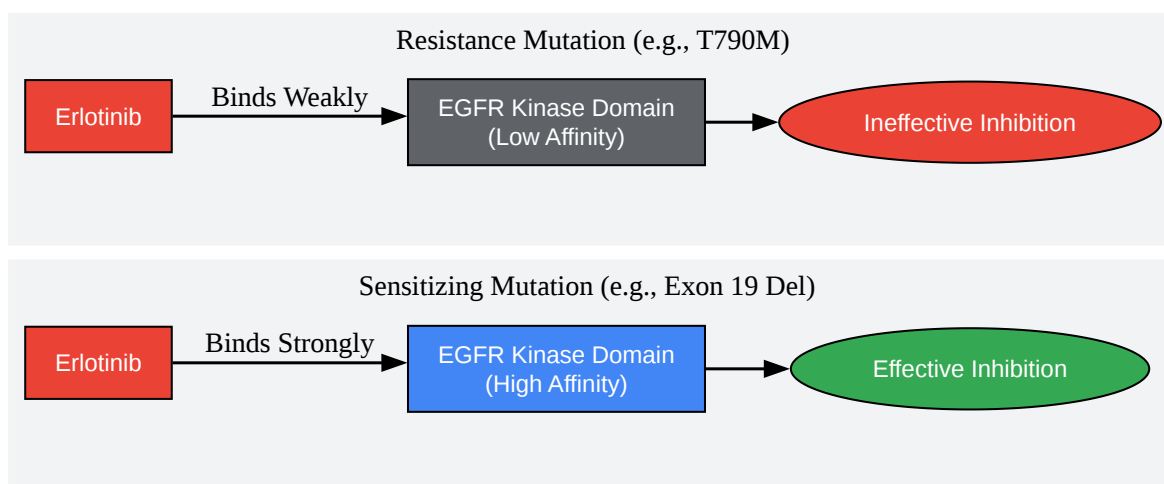 Resistance Mutation (e.g., T790M)
Erlotinib
Binds Weakly
EGFR Kinase Domain
(Low Affinity)
Ineffective Inhibition
Sensitizing Mutation (e.g., Exon 19 Del)
Erlotinib
Binds Strongly
EGFR Kinase Domain
(High Affinity)
Effective Inhibition